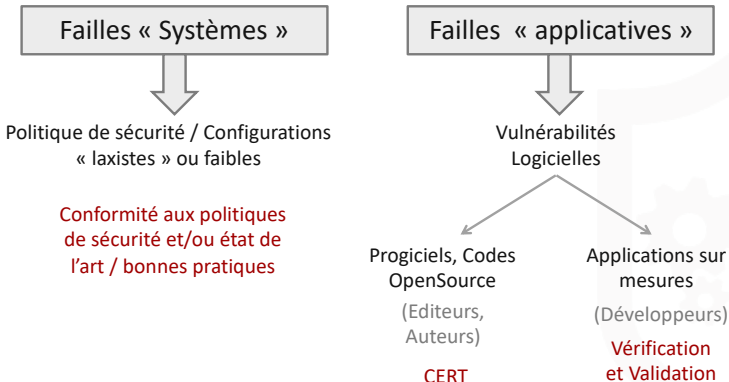 Failles « Systèmes »
Politique de sécurité / Configurations
« laxistes » ou faibles
Conformité aux politiques
de sécurité et/ou état de
l’art / bonnes pratiques
Failles « applicatives »
Vulnérabilités
Logicielles
Progiciels, Codes
OpenSource
(Editeurs,
Auteurs)
CERT
Applications sur
mesures
(Développeurs)
Vérification
et Validation